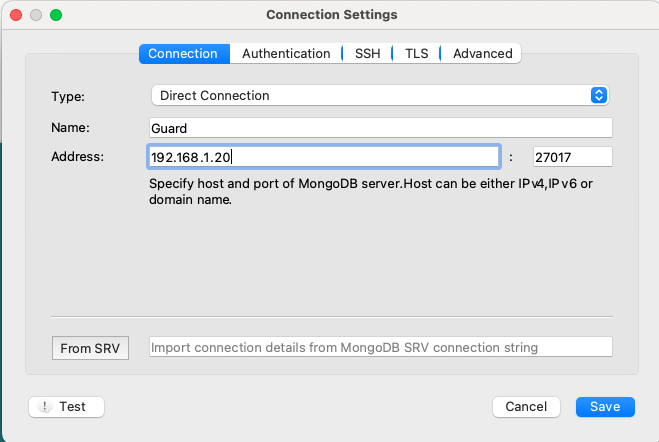 Connection Settings
Connection Authentication SSH TLS Advanced
Type: Direct Connection
Name: Guard
Address: 192.168.1.20 : 27017
Specify host and port of MongoDB server.Host can be either IPv4,IPv6 or
domain name.
From SRV Import connection details from MongoDB SRV connection string
! Test Cancel Save